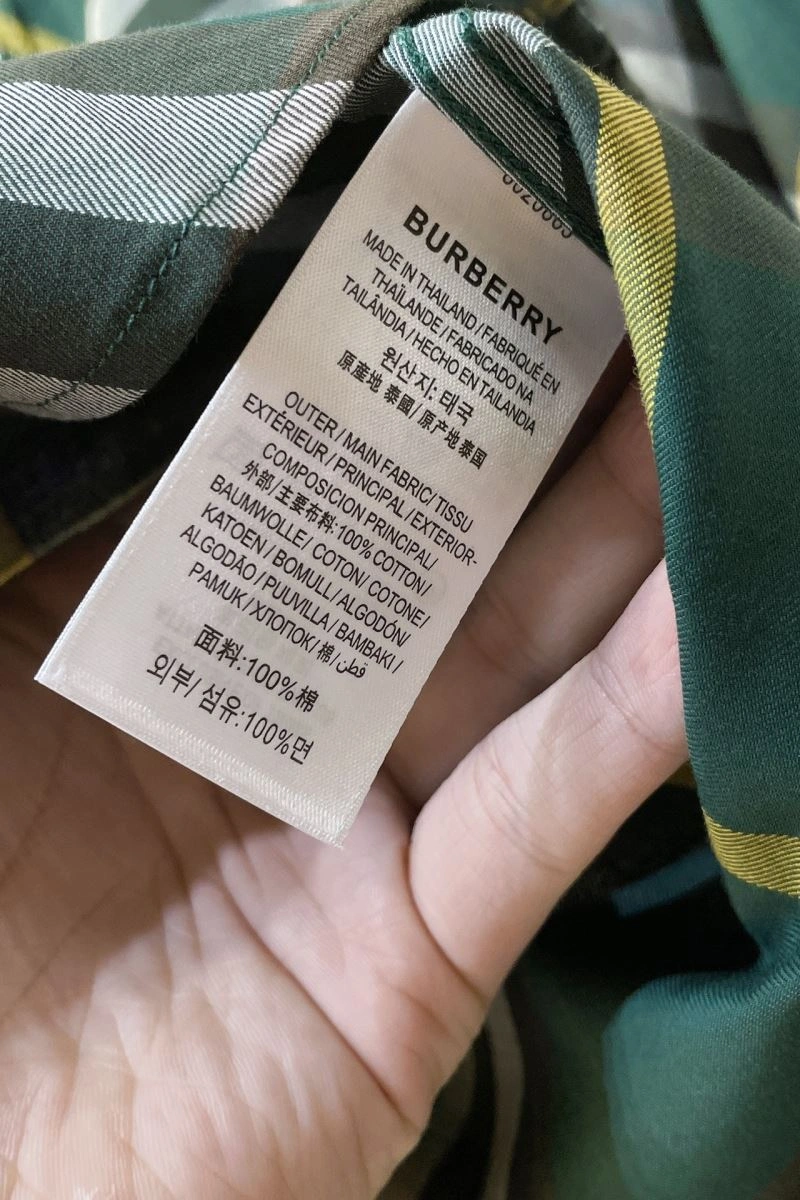 BURBERRY
MADE IN THAILAND / FABRIQUÉ EN
THAÏLANDE / FABRICADO NA
TAILÂNDIA / HECHO EN TAILANDIA
원산지: 태국
原產地 泰國 / 原产地 泰国
OUTER / MAIN FABRIC / TISSU
EXTÉRIEUR / PRINCIPAL / EXTERIOR-
COMPOSICION PRINCIPAL /
外部 / 主要布料:100% COTTON /
BAUMWOLLE / COTON / COTONE /
KATOEN / BOMULL / ALGODÓN/
ALGODÃO / PUUVILLA / BAMBAKI /
PAMUK / ХЛОПОК / 棉 / قطن
面料:100%棉
외부/ 섬유:100%면